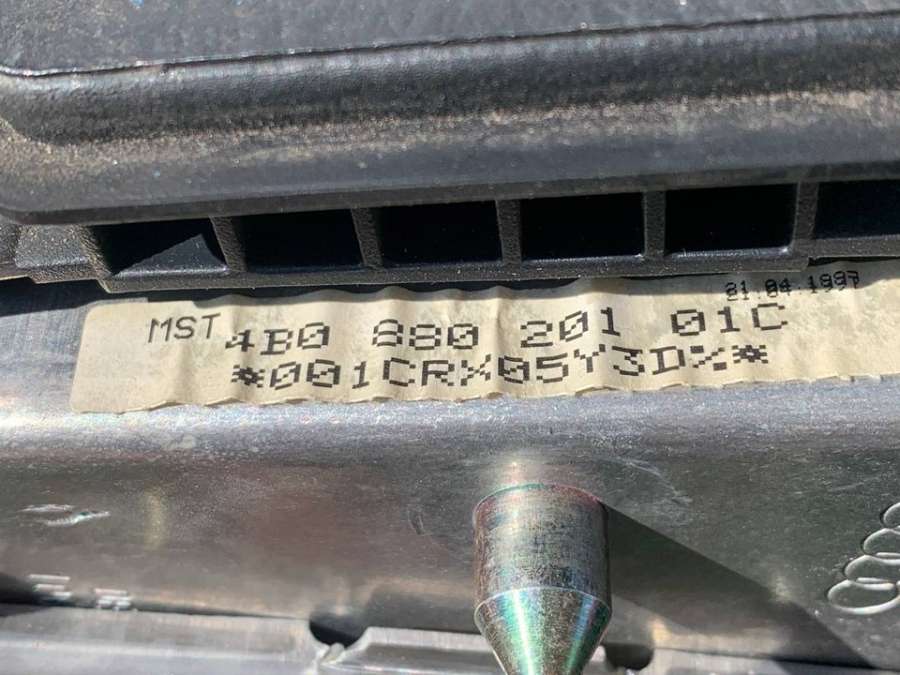 21.04.1997
MST 4B0 880 201 01C
*001CRX05Y3D%*